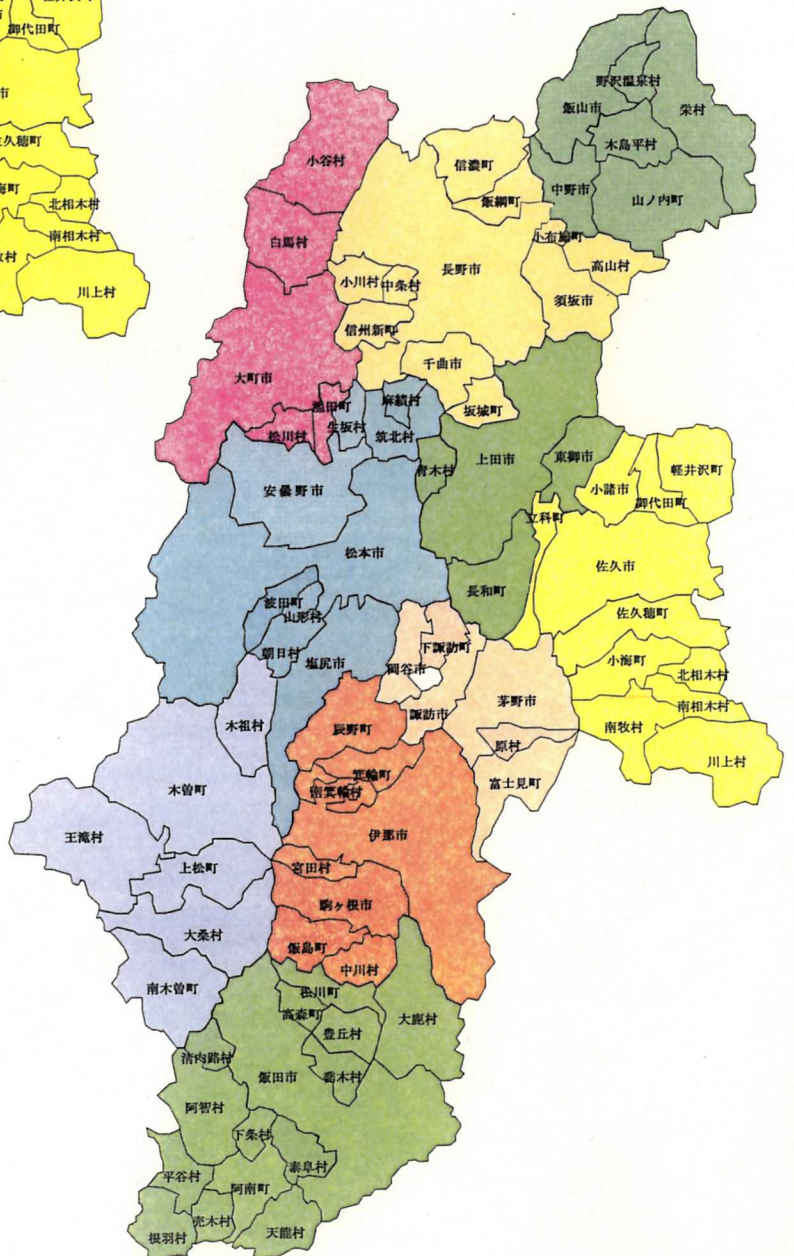 御代田町
市
久穂町
海町
北相木村
南相木村
牧村
川上村
野沢温泉村
飯山市
栄村
木島平村
中野市
山ノ内町
小谷村
信濃町
飯綱町
白馬村
小布施町
高山村
長野市
小川村
中条村
須坂市
信州新町
千曲市
大町市
麻績村
池田町
坂城町
生坂村
松川村
筑北村
青木村
上田市
東御市
軽井沢町
安曇野市
小諸市
御代田町
立科町
松本市
佐久市
長和町
波田町
山形村
佐久穂町
朝日村
塩尻市
下諏訪町
岡谷市
小海町
北相木村
茅野市
南相木村
諏訪市
木祖村
辰野町
南牧村
原村
川上村
箕輪町
富士見町
木曽町
南箕輪村
王滝村
伊那市
上松町
宮田村
駒ヶ根市
大桑村
飯島町
中川村
南木曽町
松川町
高森町
大鹿村
豊丘村
清内路村
飯田市
喬木村
阿智村
下条村
泰阜村
平谷村
阿南町
売木村
天龍村
根羽村